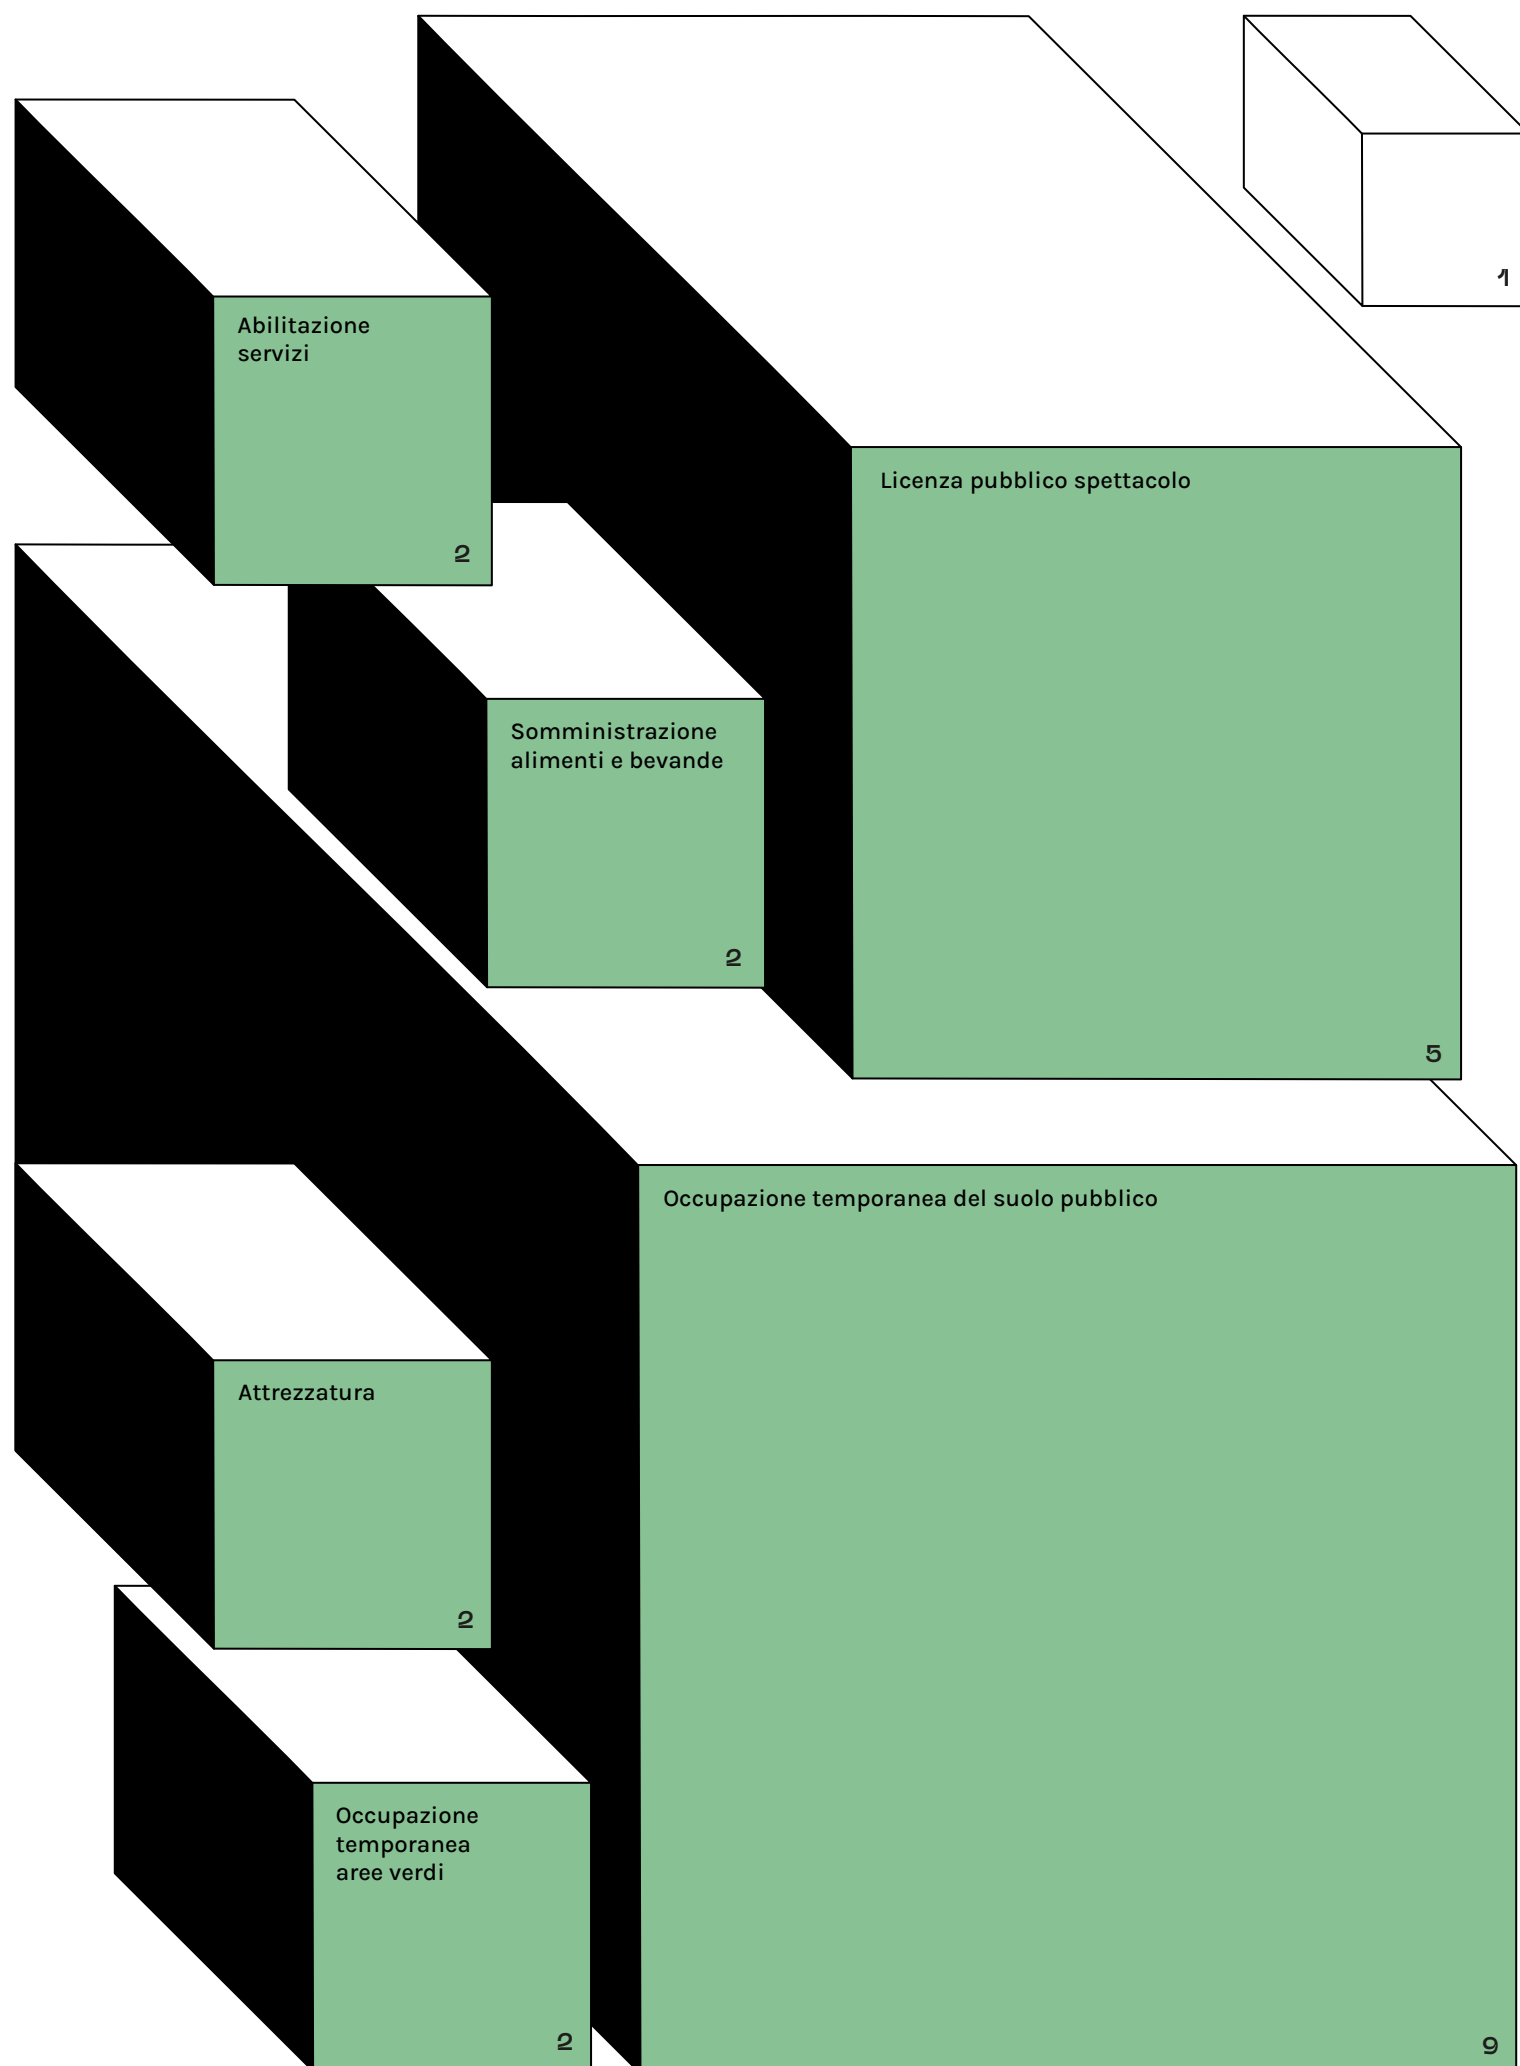 1
Abilitazione
servizi
2
Licenza pubblico spettacolo
5
Somministrazione
alimenti e bevande
2
Occupazione temporanea del suolo pubblico
9
Attrezzatura
2
Occupazione
temporanea
aree verdi
2